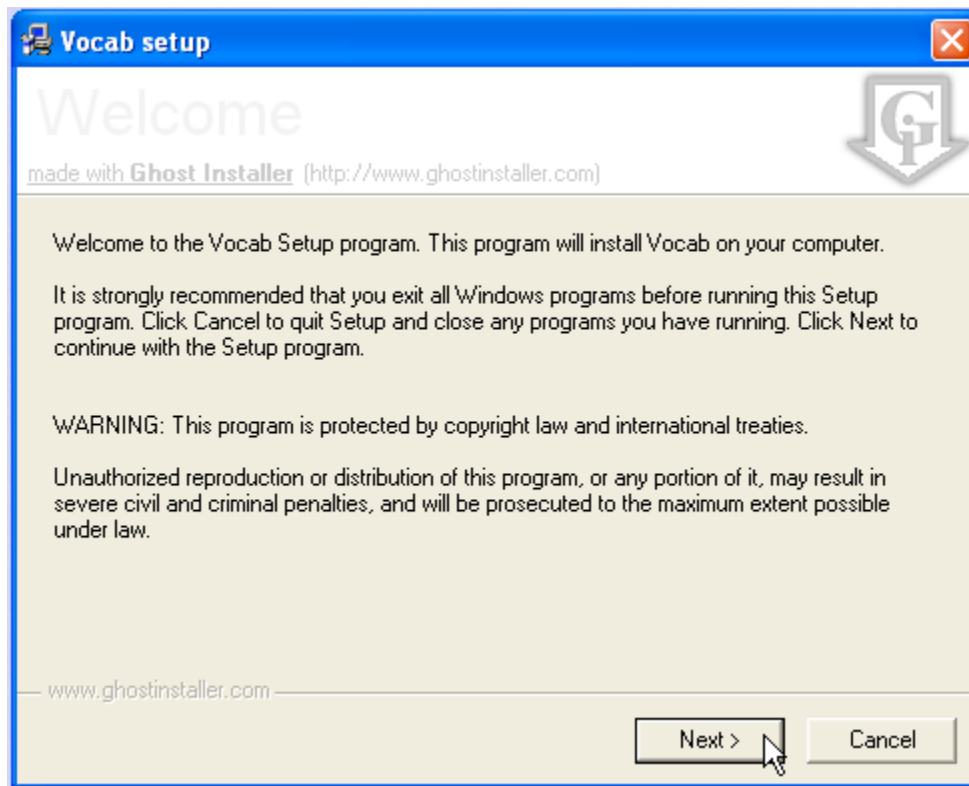 Vocab setup
Welcome
made with Ghost Installer (http://www.ghostinstaller.com)
GI
Welcome to the Vocab Setup program. This program will install Vocab on your computer.
It is strongly recommended that you exit all Windows programs before running this Setup
program. Click Cancel to quit Setup and close any programs you have running. Click Next to
continue with the Setup program.
WARNING: This program is protected by copyright law and international treaties.
Unauthorized reproduction or distribution of this program, or any portion of it, may result in
severe civil and criminal penalties, and will be prosecuted to the maximum extent possible
under law.
www.ghostinstaller.com
Next >
Cancel